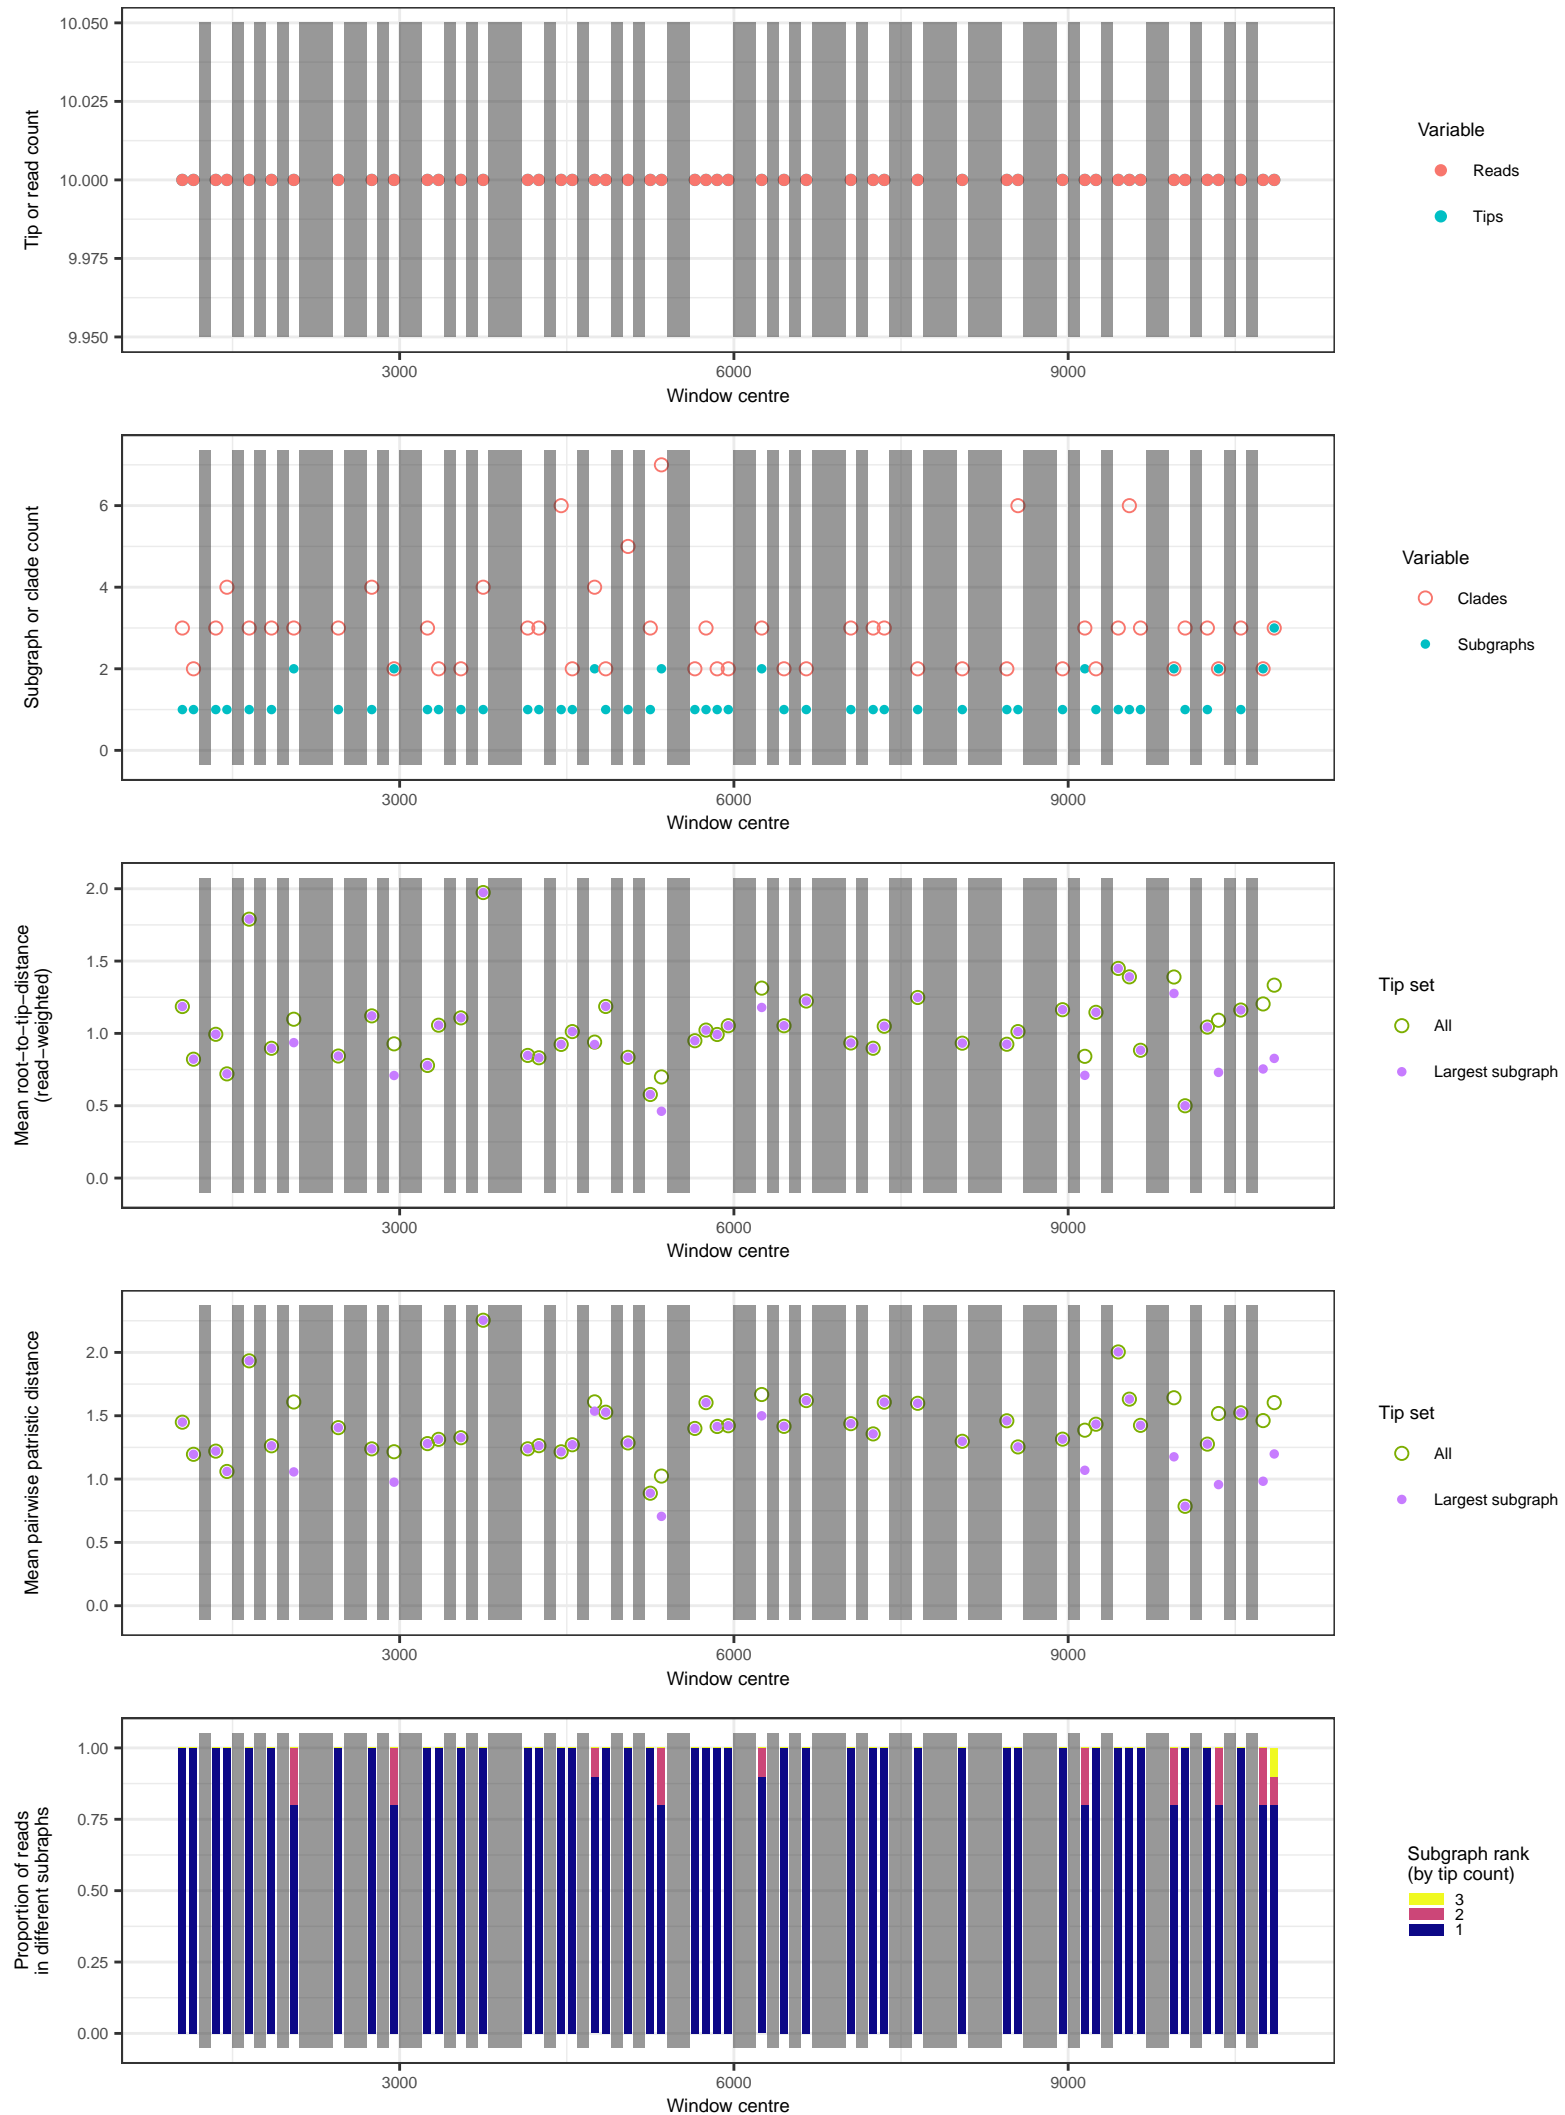 10.050
10.025
10.000
9.975
9.950
Tip or read count
3000
6000
9000
Window centre
Variable
Reads
Tips
6
4
2
0
Subgraph or clade count
3000
6000
9000
Window centre
Variable
Clades
Subgraphs
2.0
1.5
1.0
0.5
0.0
Mean root−to−tip−distance
(read−weighted)
3000
6000
9000
Window centre
Tip set
All
Largest subgraph
2.0
1.5
1.0
0.5
0.0
Mean pairwise patristic distance
3000
6000
9000
Window centre
Tip set
All
Largest subgraph
1.00
0.75
0.50
0.25
0.00
Proportion of reads
in different subraphs
3000
6000
9000
Window centre
Subgraph rank
(by tip count)
3
2
1